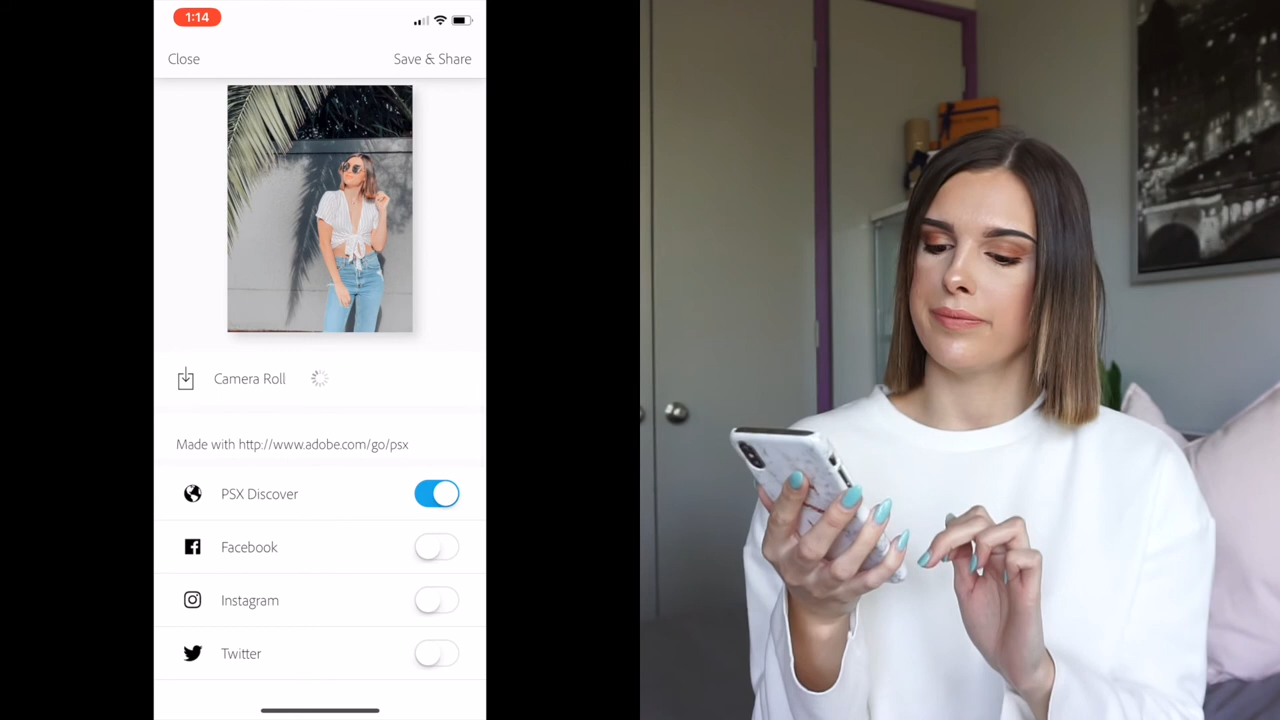 1:14
Close
Save & Share
Camera Roll
Made with http://www.adobe.com/go/psx
PSX Discover
Facebook
Instagram
Twitter